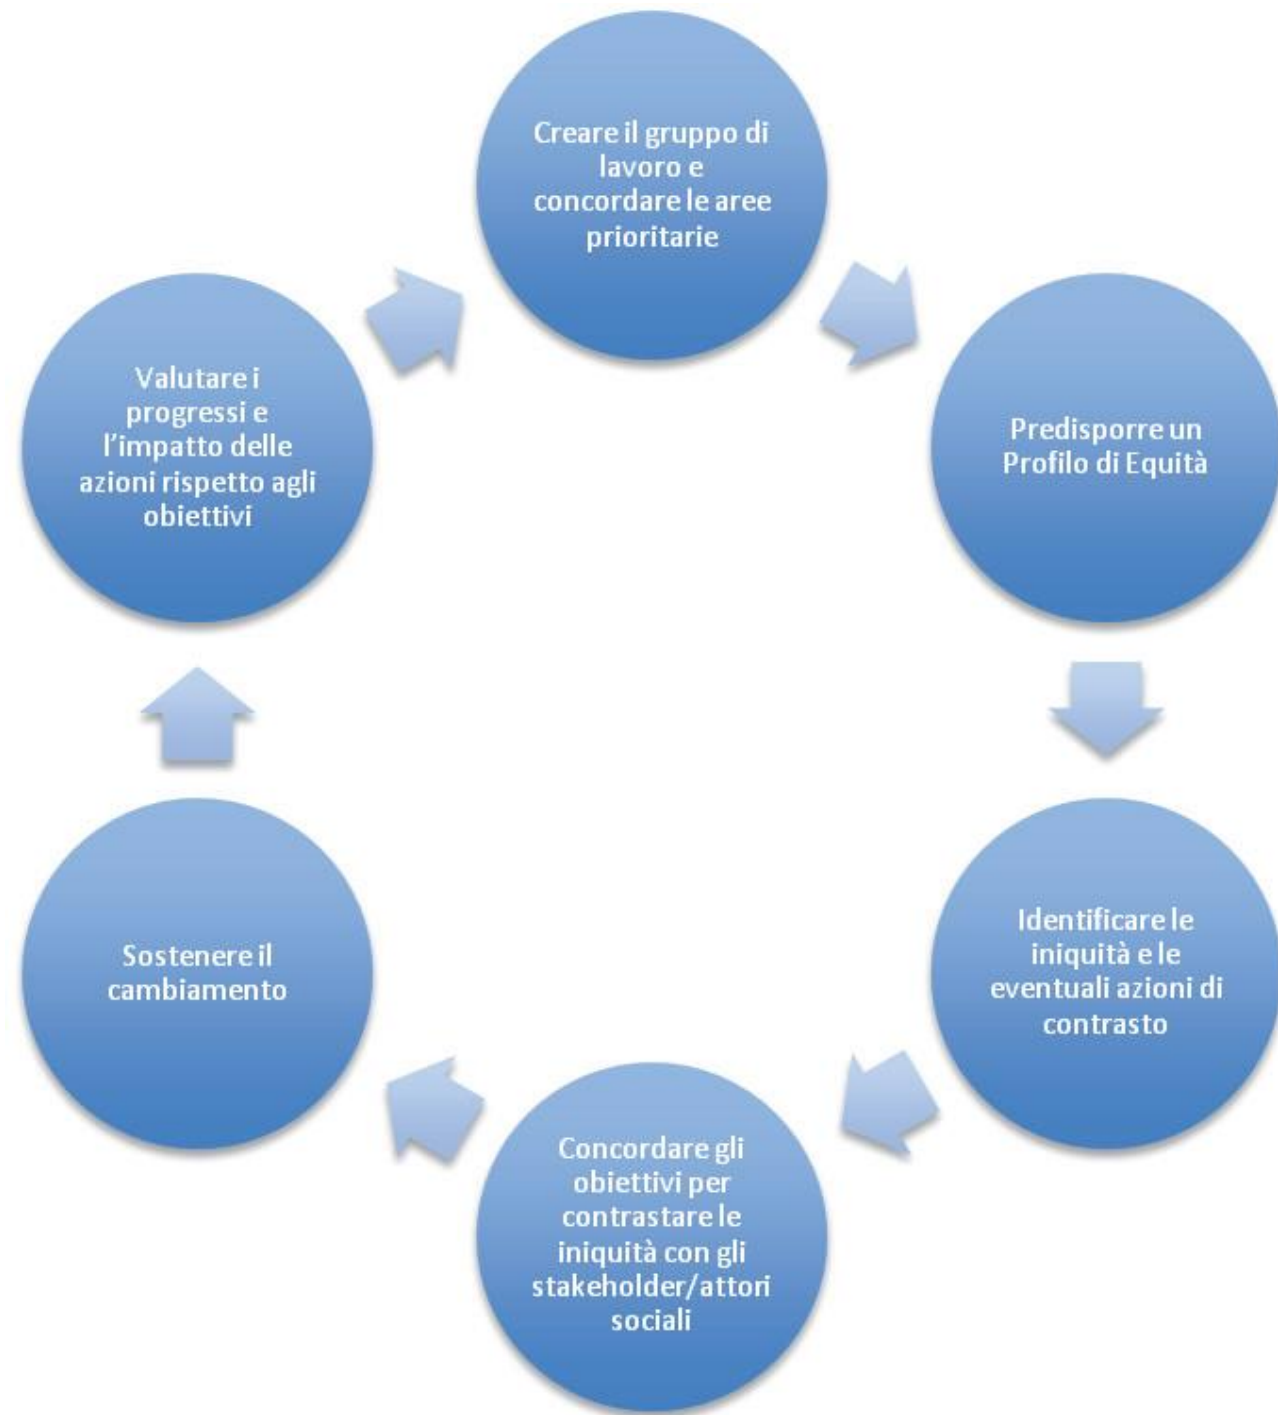 Creare il gruppo di
lavoro e
concordare le aree
prioritarie
Predisporre un
Profilo di Equità
Identificare le
iniquità e le
eventuali azioni di
contrasto
Concordare gli
obiettivi per
contrastare le
iniquità con gli
stakeholder/attori
sociali
Sostenere il
cambiamento
Valutare i
progressi e
l'impatto delle
azioni rispetto agli
obiettivi